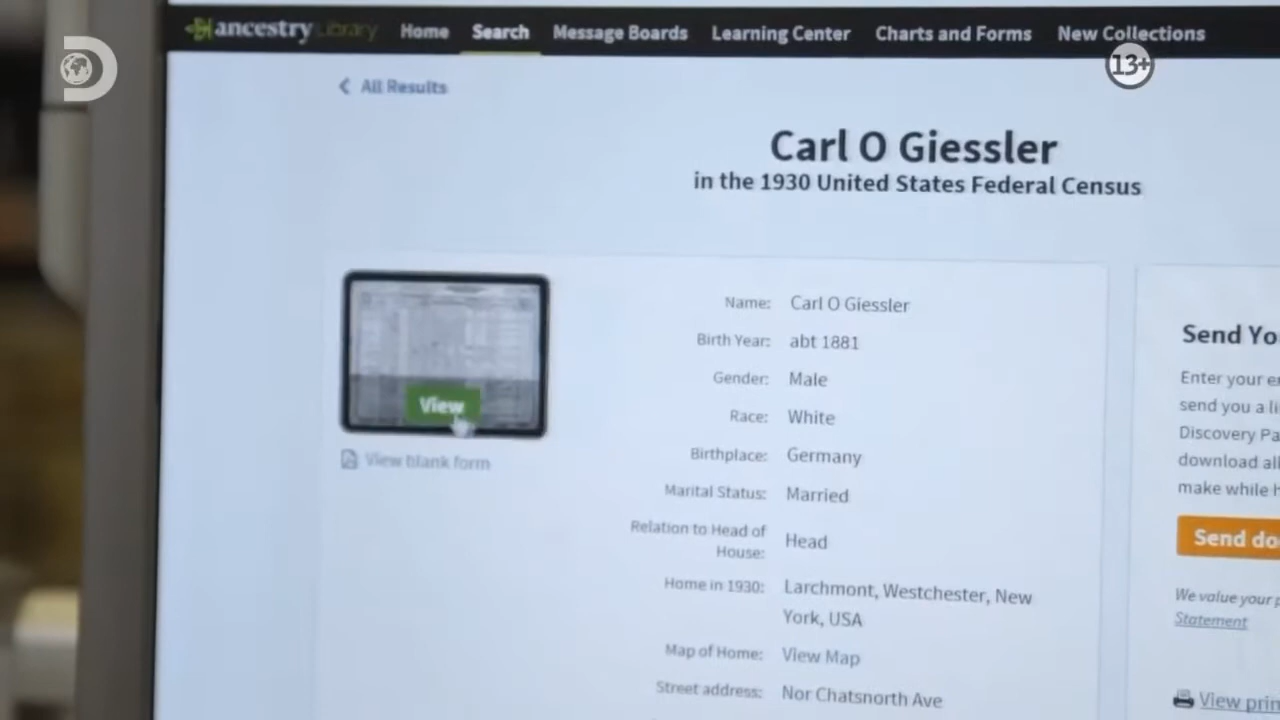 ancestry Library Home Search Message Boards Learning Center Charts and Forms New Collections
13+
All Results
Carl O Giessler
in the 1930 United States Federal Census
Name: Carl O Giessler
Birth Year: abt 1881
Gender: Male
Race: White
Birthplace: Germany
Marital Status: Married
Relation to Head of
House: Head
Home in 1930: Larchmont, Westchester, New
York, USA
Map of Home: View Map
Street address: Nor Chatsnorth Ave
View
View blank form
Send Yo
Enter your e
send you a li
Discovery Pa
download all
make while h
Send do
We value your p
Statement
View prin